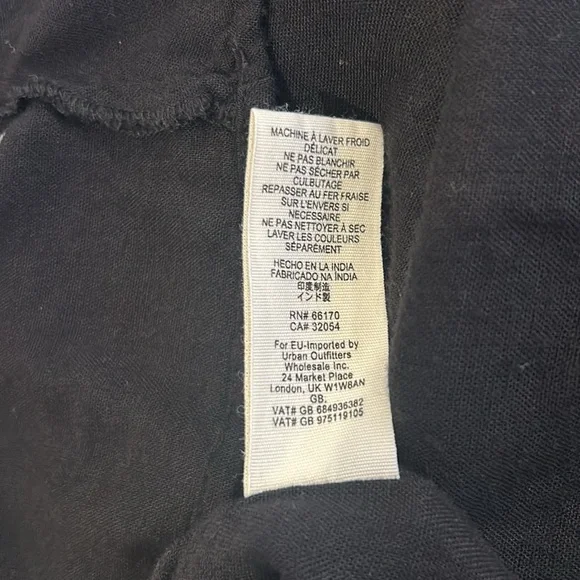 MACHINE À LAVER FROID
DÉLICAT
NE PAS BLANCHIR
NE PAS SÉCHER PAR
CULBUTAGE
REPASSER AU FER FRAISE
SUR L'ENVERS SI
NECESSAIRE
NE PAS NETTOYER À SEC
LAVER LES COULEURS
SÉPARÉMENT
HECHO EN LA INDIA
FABRICADO NA ÍNDIA
印度制造
インド製
RN# 66170
CA# 32054
For EU-Imported by
Urban Outfitters
Wholesale Inc.
24 Market Place
London, UK W1W8AN
GB.
VAT# GB 684936382
VAT# GB 975119105